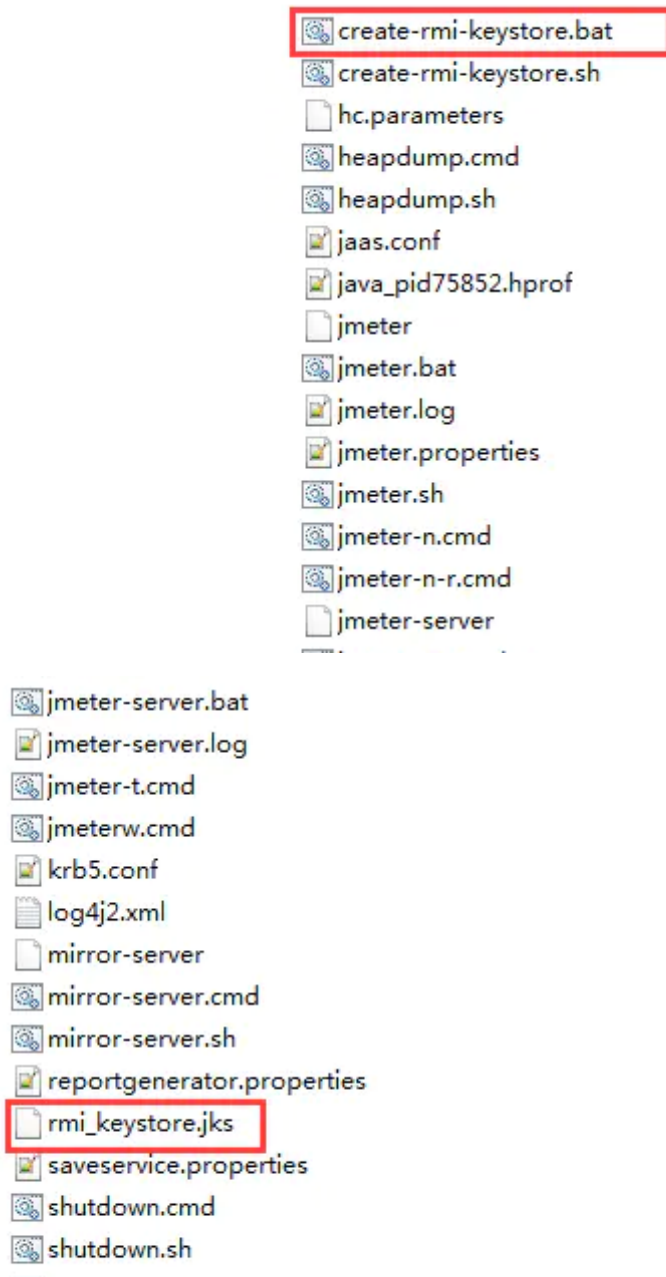 create-rmi-keystore.bat
create-rmi-keystore.sh
hc.parameters
heapdump.cmd
heapdump.sh
jaas.conf
java_pid75852.hprof
jmeter
jmeter.bat
jmeter.log
jmeter.properties
jmeter.sh
jmeter-n.cmd
jmeter-n-r.cmd
jmeter-server
jmeter-server.bat
jmeter-server.log
jmeter-t.cmd
jmeterw.cmd
krb5.conf
log4j2.xml
mirror-server
mirror-server.cmd
mirror-server.sh
reportgenerator.properties
rmi_keystore.jks
saveservice.properties
shutdown.cmd
shutdown.sh